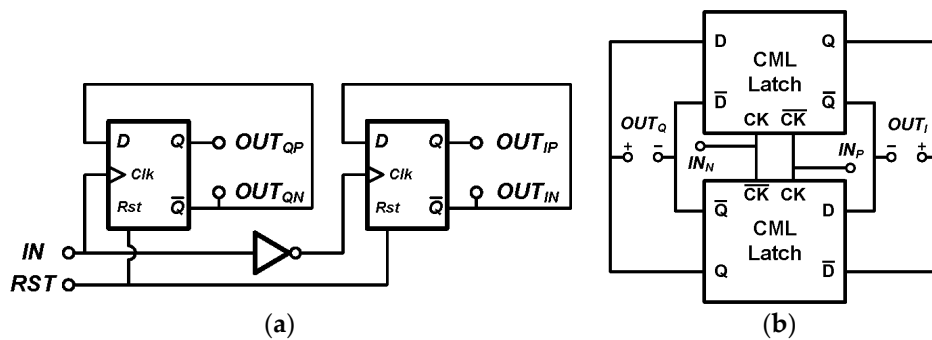 D Q OUT_QP
Clk
OUT_QN
Rst Q̅
D Q OUT_IP
Clk
OUT_IN
Rst Q̅
IN
RST
(a)
D Q
CML
Latch
D̅ Q̅
CK C̅K̅
OUT_Q
+ −
IN_N
IN_P
OUT_I
− +
C̅K̅ CK
Q̅ D
CML
Latch
Q D̅
(b)